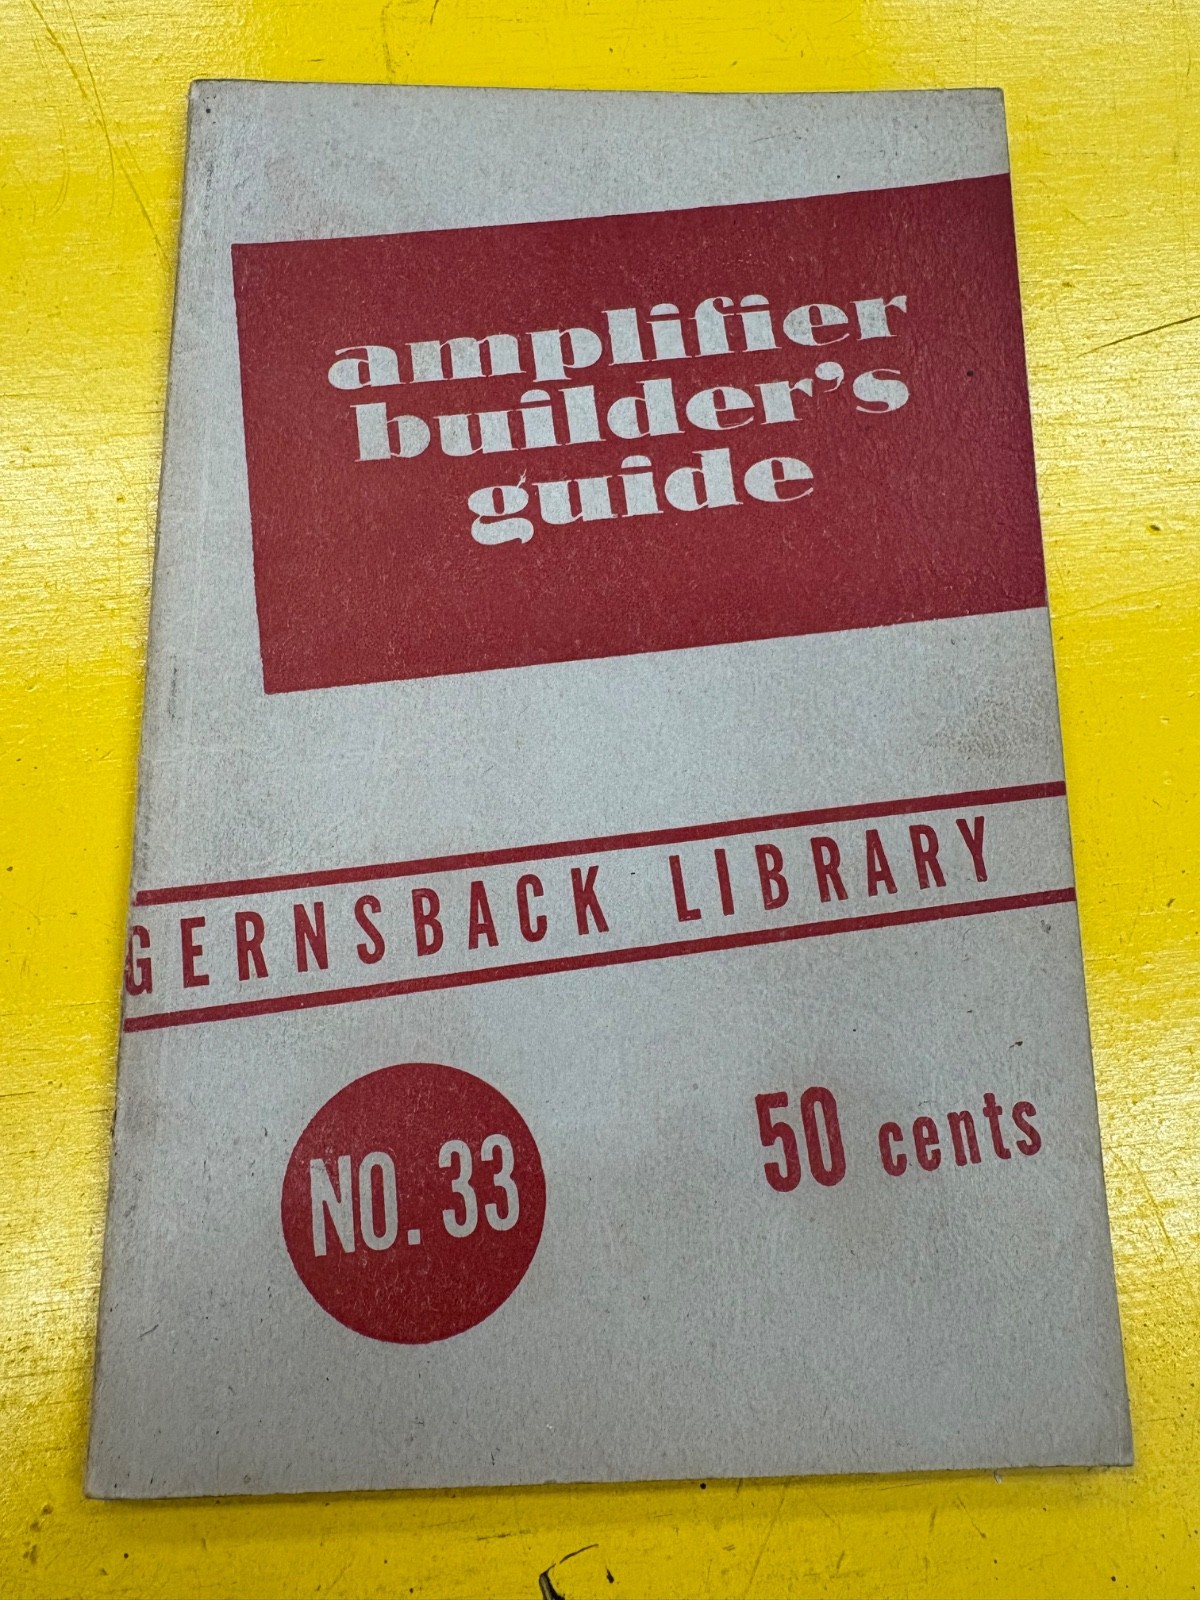 amplifier
builder's
guide
GERNSBACK LIBRARY
NO. 33
50 cents